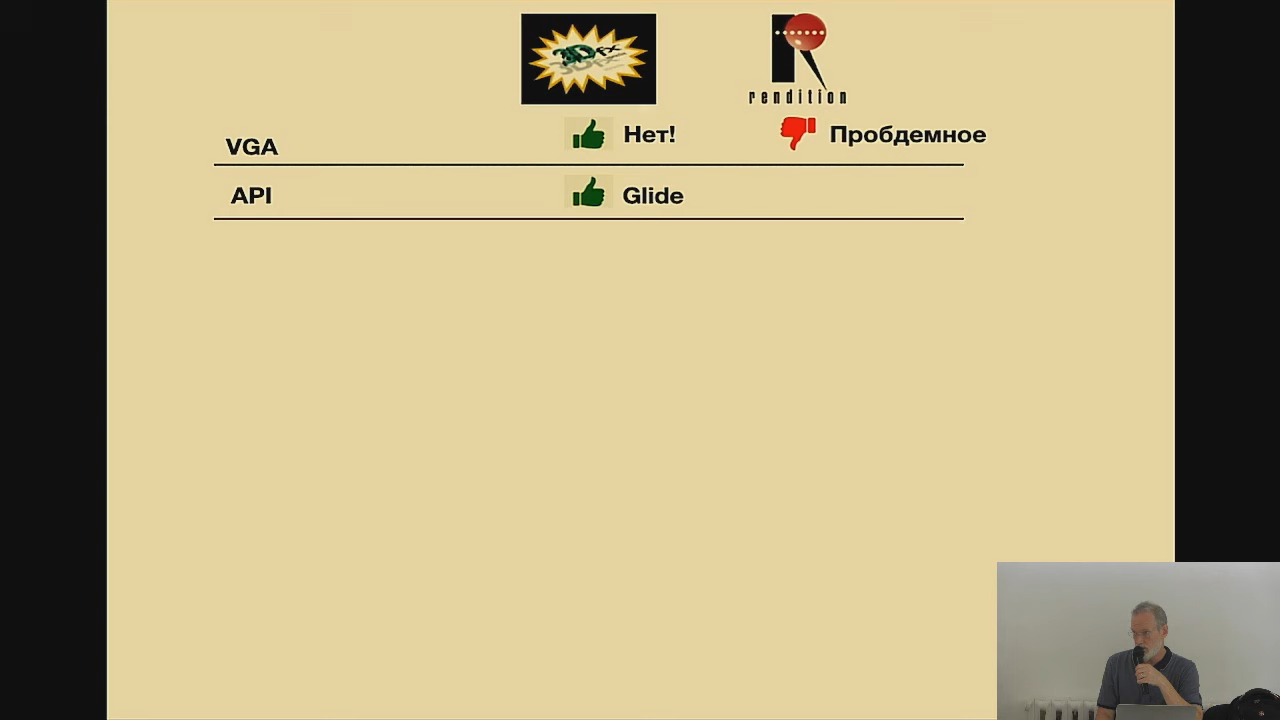 3Dfx
rendition
VGA Нет! Пробдемное
API Glide